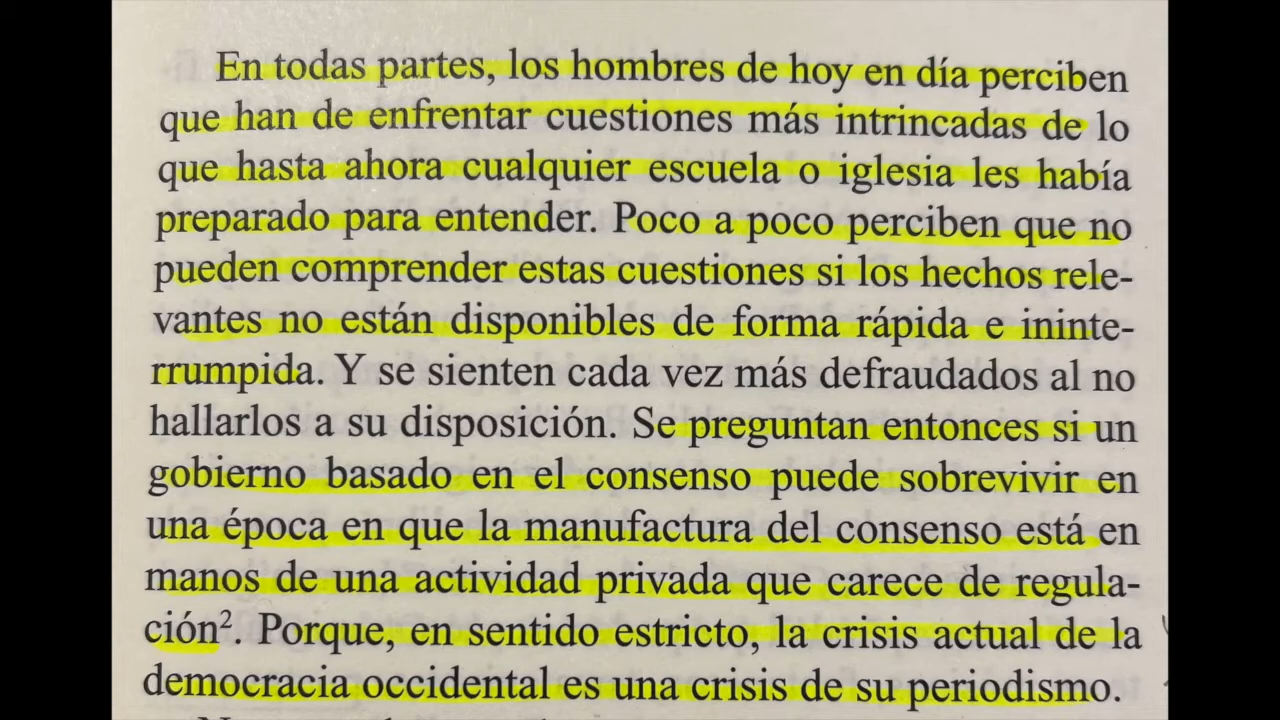 En todas partes, los hombres de hoy en día perciben
que han de enfrentar cuestiones más intrincadas de lo
que hasta ahora cualquier escuela o iglesia les había
preparado para entender. Poco a poco perciben que no
pueden comprender estas cuestiones si los hechos rele-
vantes no están disponibles de forma rápida e ininte-
rrumpida. Y se sienten cada vez más defraudados al no
hallarlos a su disposición. Se preguntan entonces si un
gobierno basado en el consenso puede sobrevivir en
una época en que la manufactura del consenso está en
manos de una actividad privada que carece de regula-
ción². Porque, en sentido estricto, la crisis actual de la
democracia occidental es una crisis de su periodismo.